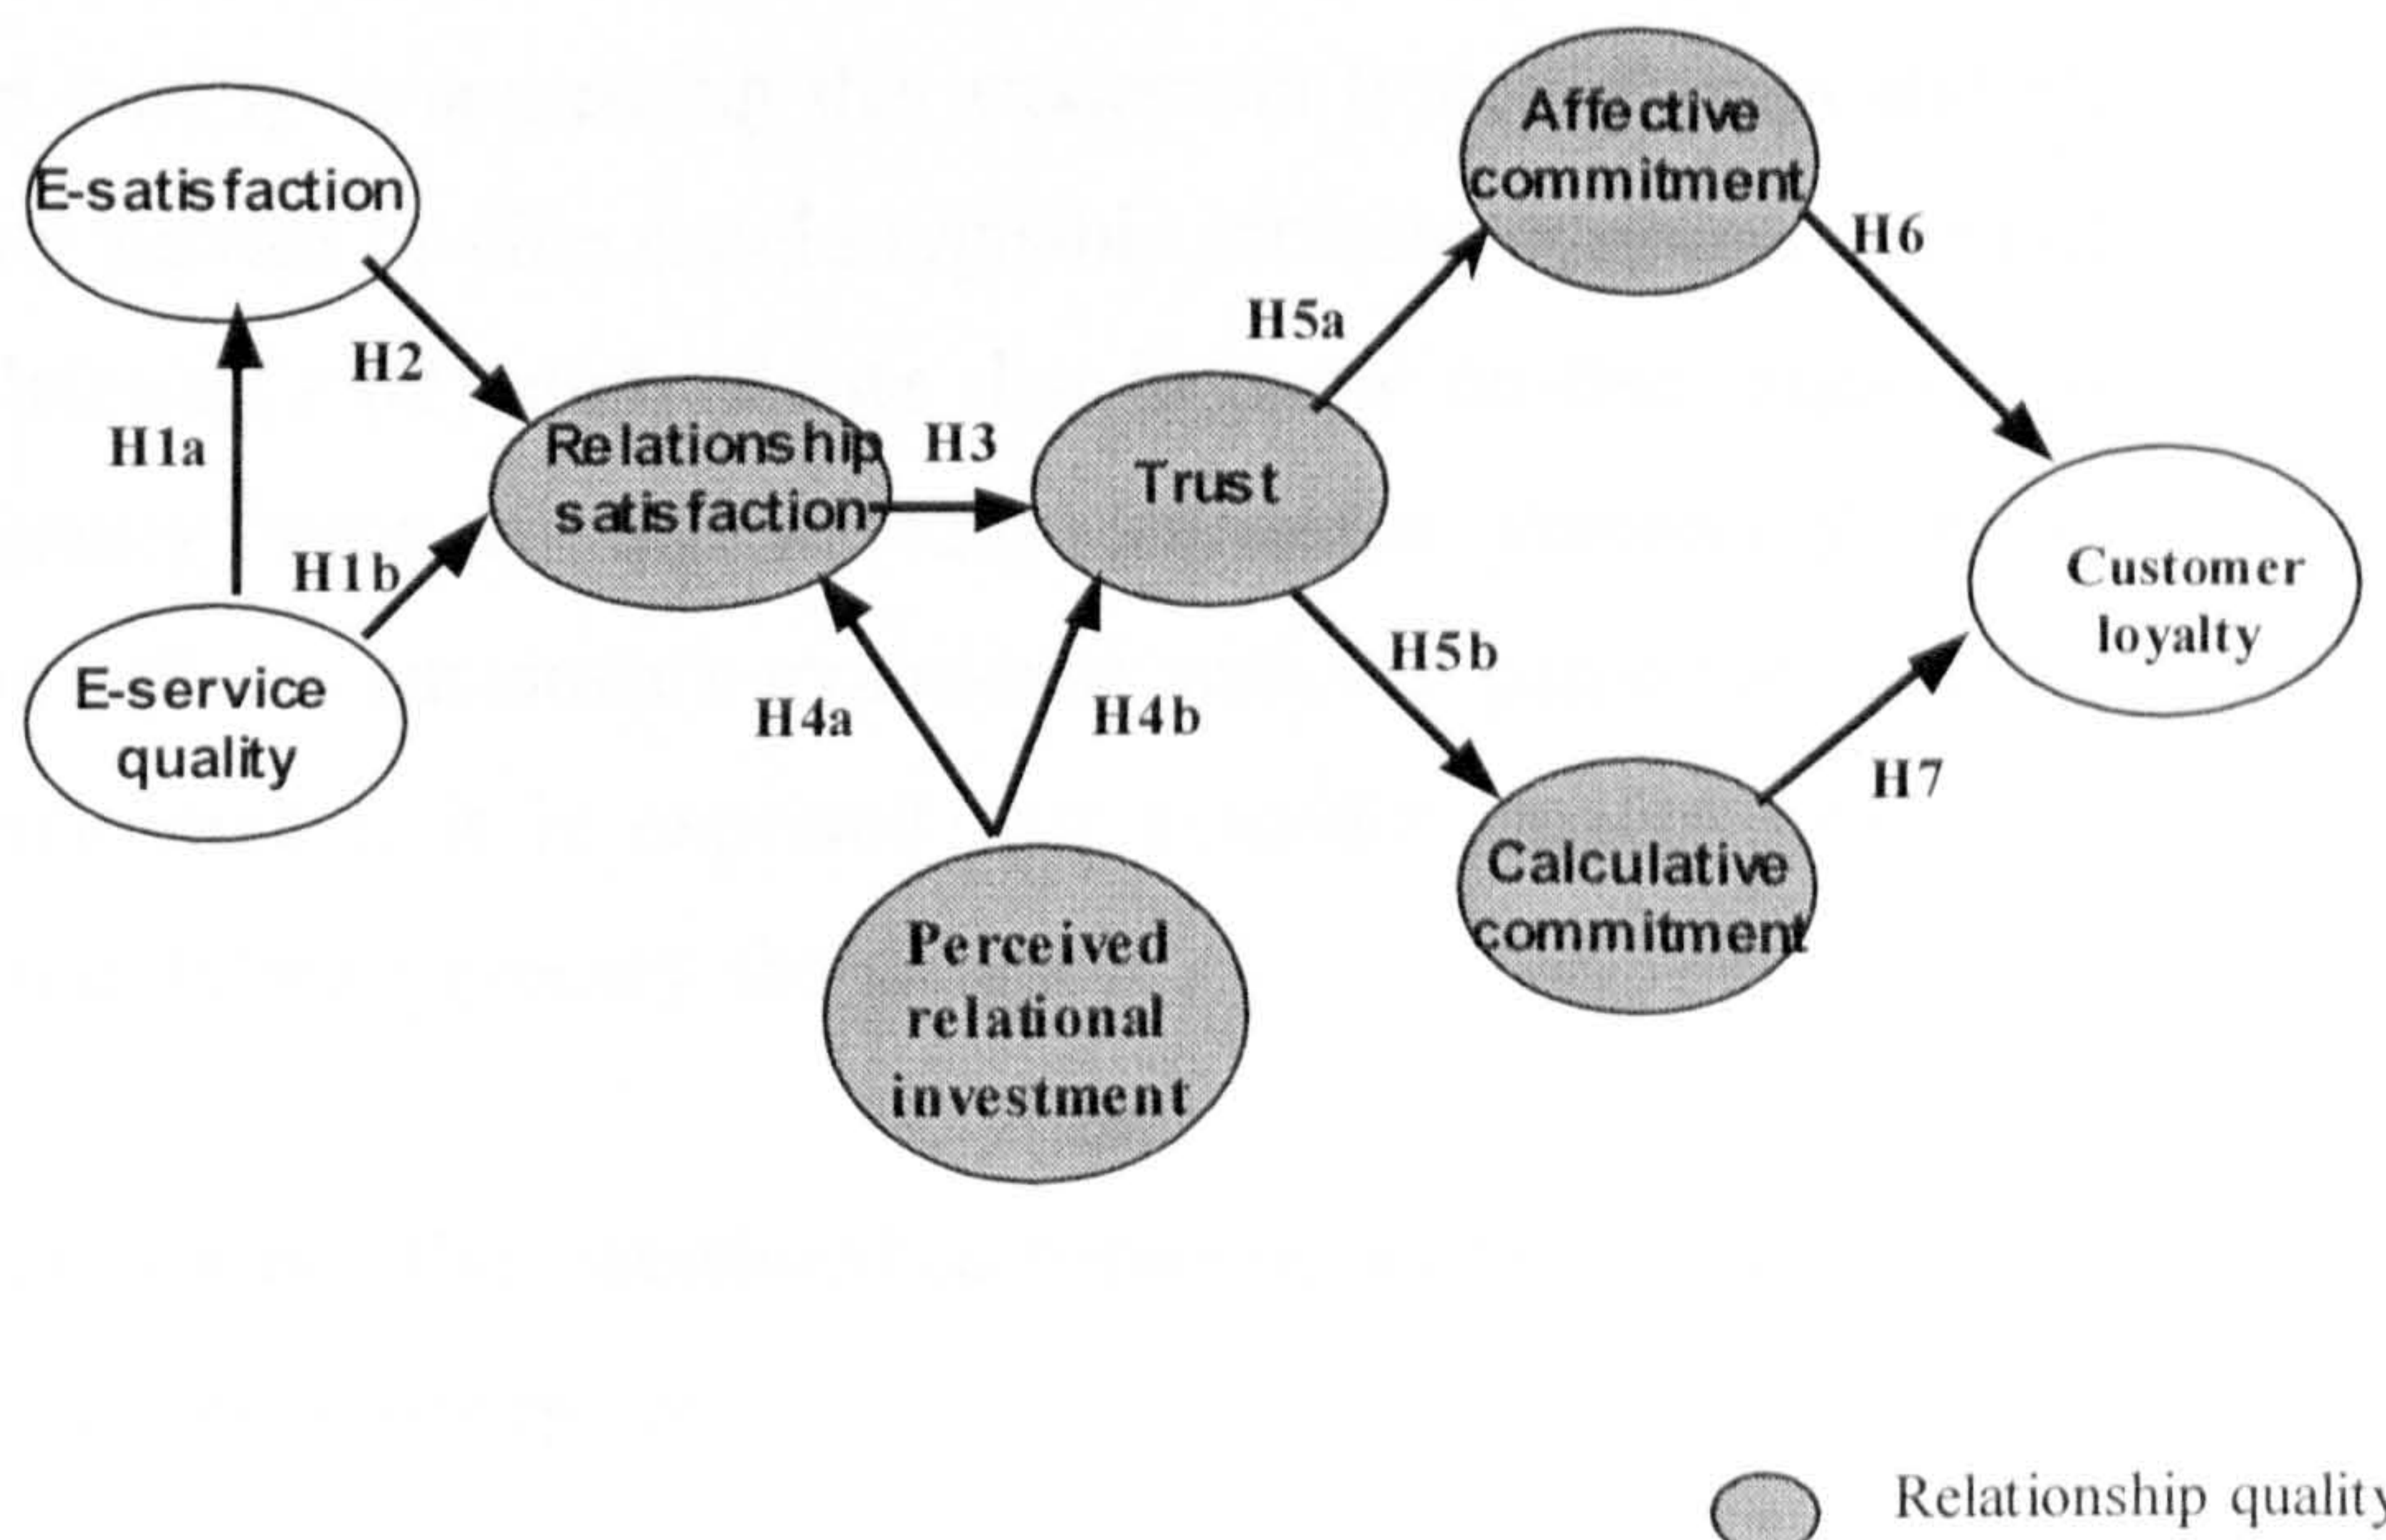 Affective
commitment
E-satisfaction
H6
H5a
H2
H1a
Relationship
satisfaction
H3
Trust
Customer
loyalty
H1b
H5b
E-service
quality
H4a
H4b
H7
Calculative
commitment
Perceived
relational
investment
Relationship quality